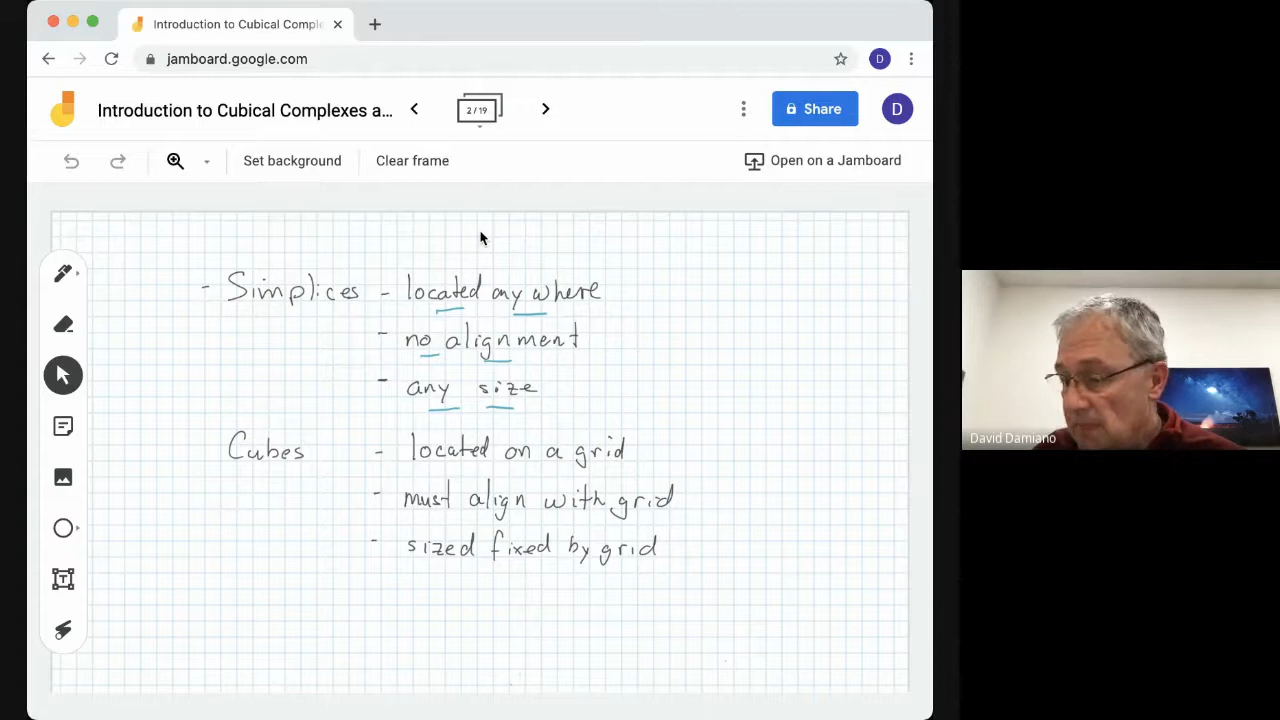 Introduction to Cubical Comple
jamboard.google.com
D
Introduction to Cubical Complexes a...
2/19
Share
D
Set background
Clear frame
Open on a Jamboard
- Simplices - located any where
- no alignment
- any size
Cubes - located on a grid
- must align with grid
- sized fixed by grid
David Damiano